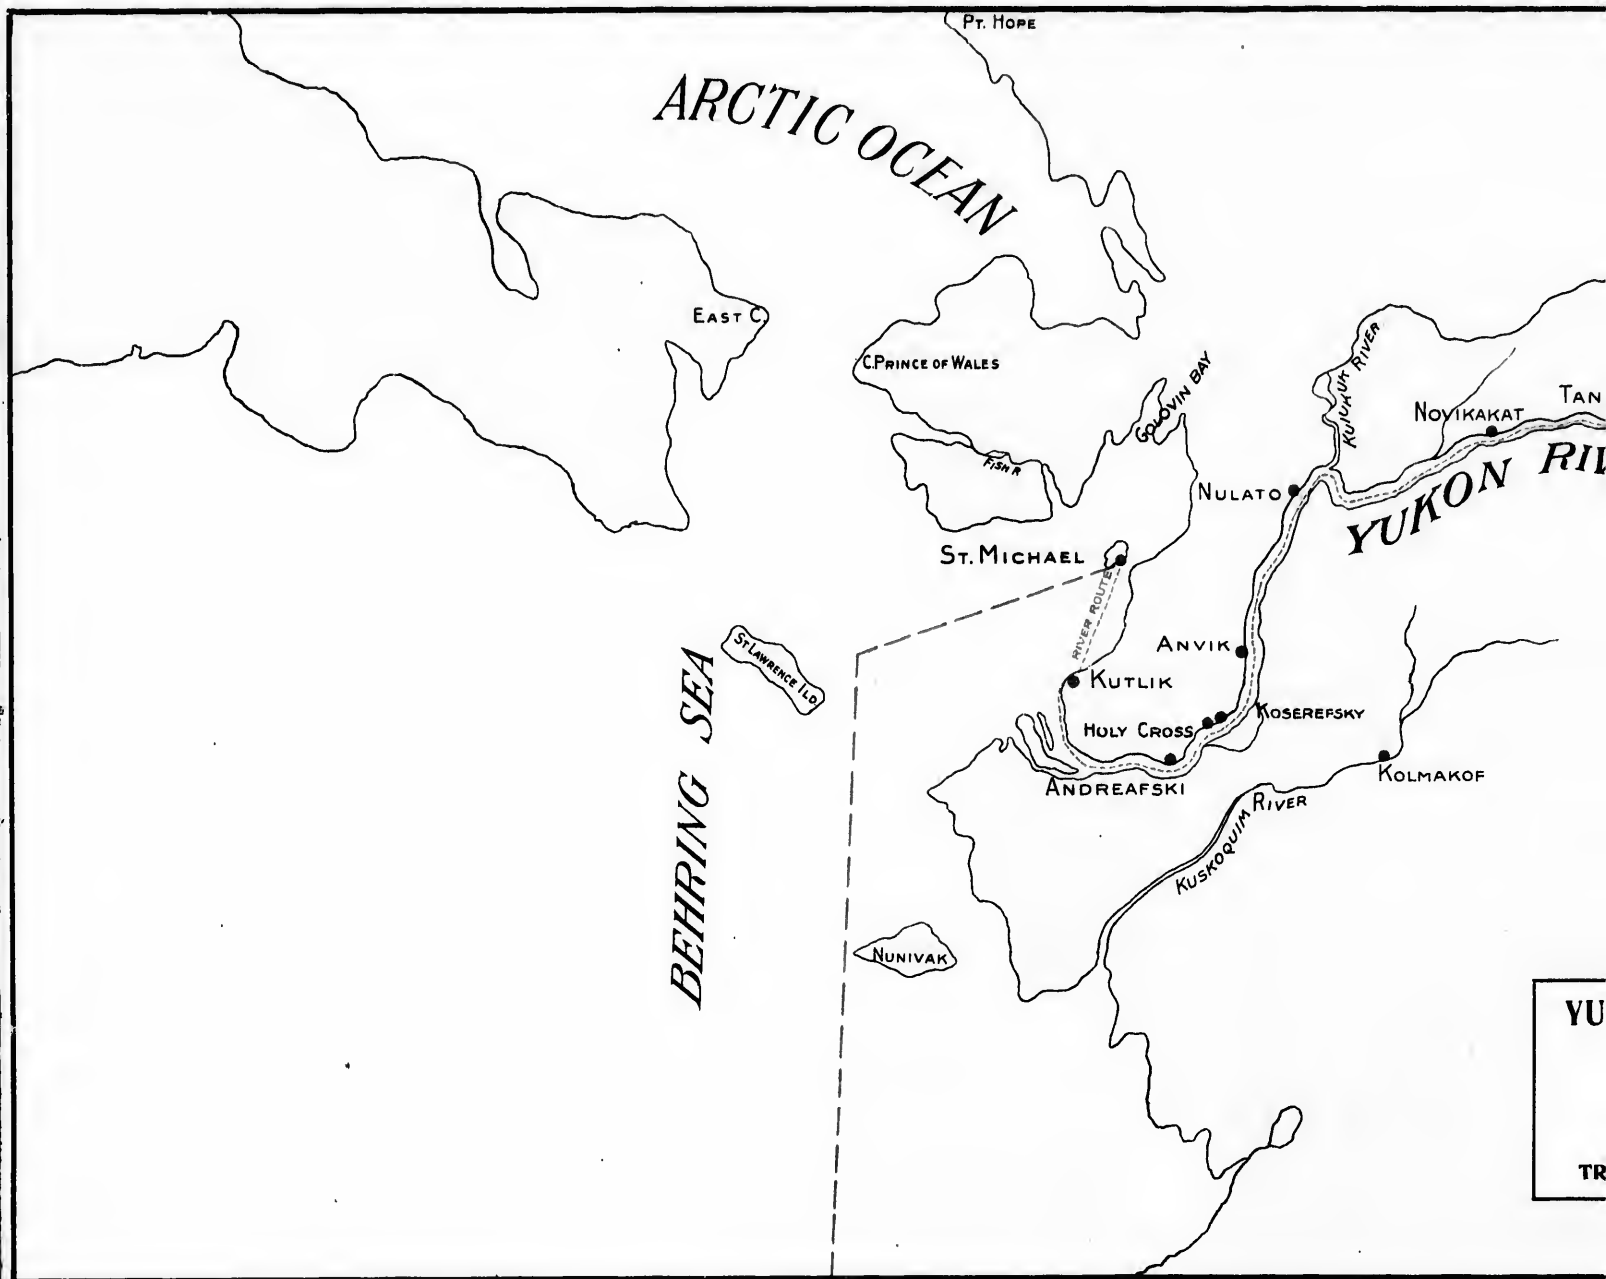 PT. HOPE
ARCTIC OCEAN
EAST C.
C. PRINCE OF WALES
GOLOVIN BAY
FISH R
KUIUKUK RIVER
NOVIKAKAT
TAN
YUKON RIV
NULATO
ST. MICHAEL
RIVER ROUTE
ST LAWRENCE ILD.
ANVIK
KUTLIK
KOSEREFSKY
HOLY CROSS
ANDREAFSKI
KOLMAKOF
KUSKOQUIM RIVER
BEHRING SEA
NUNIVAK
YU
TR